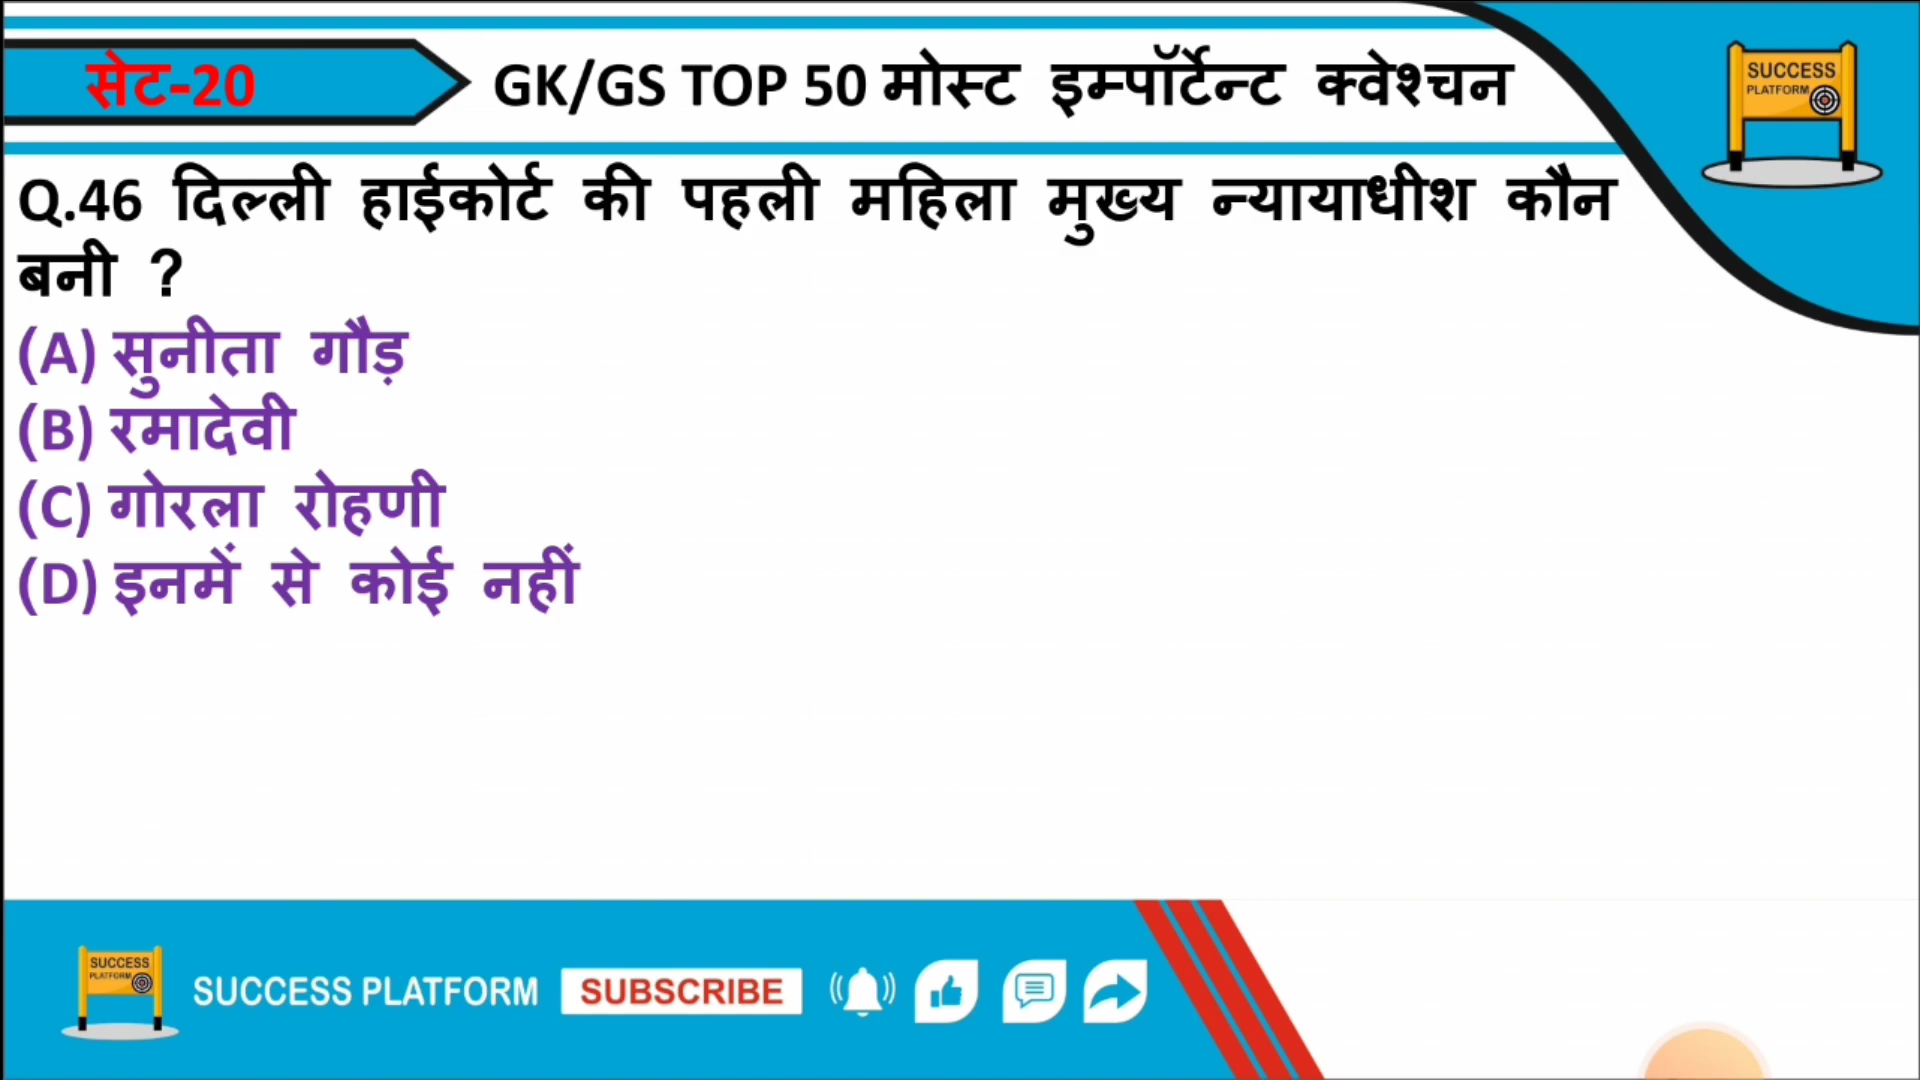 सेट-20
GK/GS TOP 50 मोस्ट इम्पॉर्टेन्ट क्वेश्चन
SUCCESS
PLATFORM
Q.46 दिल्ली हाईकोर्ट की पहली महिला मुख्य न्यायाधीश कौन
बनी ?
(A) सुनीता गौड़
(B) रमादेवी
(C) गोरला रोहणी
(D) इनमें से कोई नहीं
SUCCESS
PLATFORM
SUCCESS PLATFORM
SUBSCRIBE